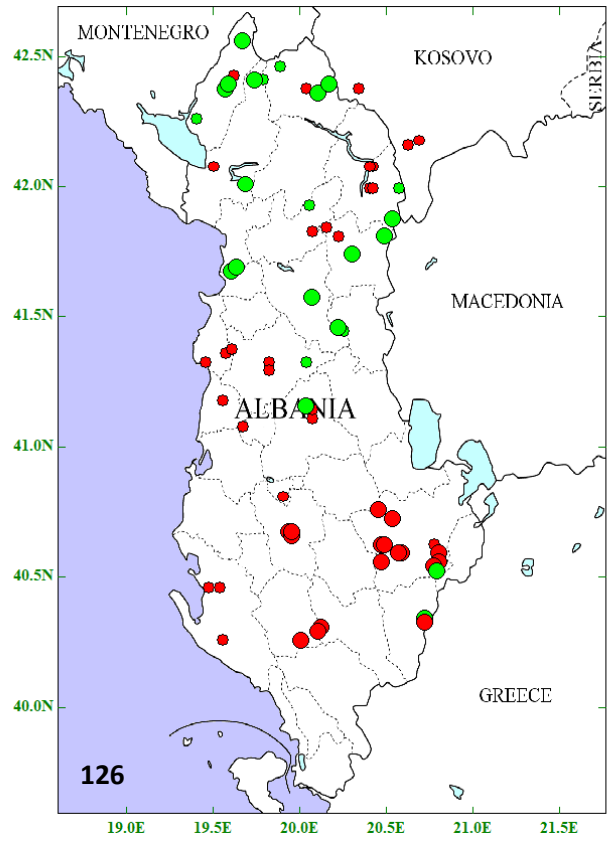 42.5N
MONTENEGRO
KOSOVO
SERBIA
42.0N
41.5N
MACEDONIA
ALBANIA
41.0N
40.5N
40.0N
GREECE
126
19.0E
19.5E
20.0E
20.5E
21.0E
21.5E